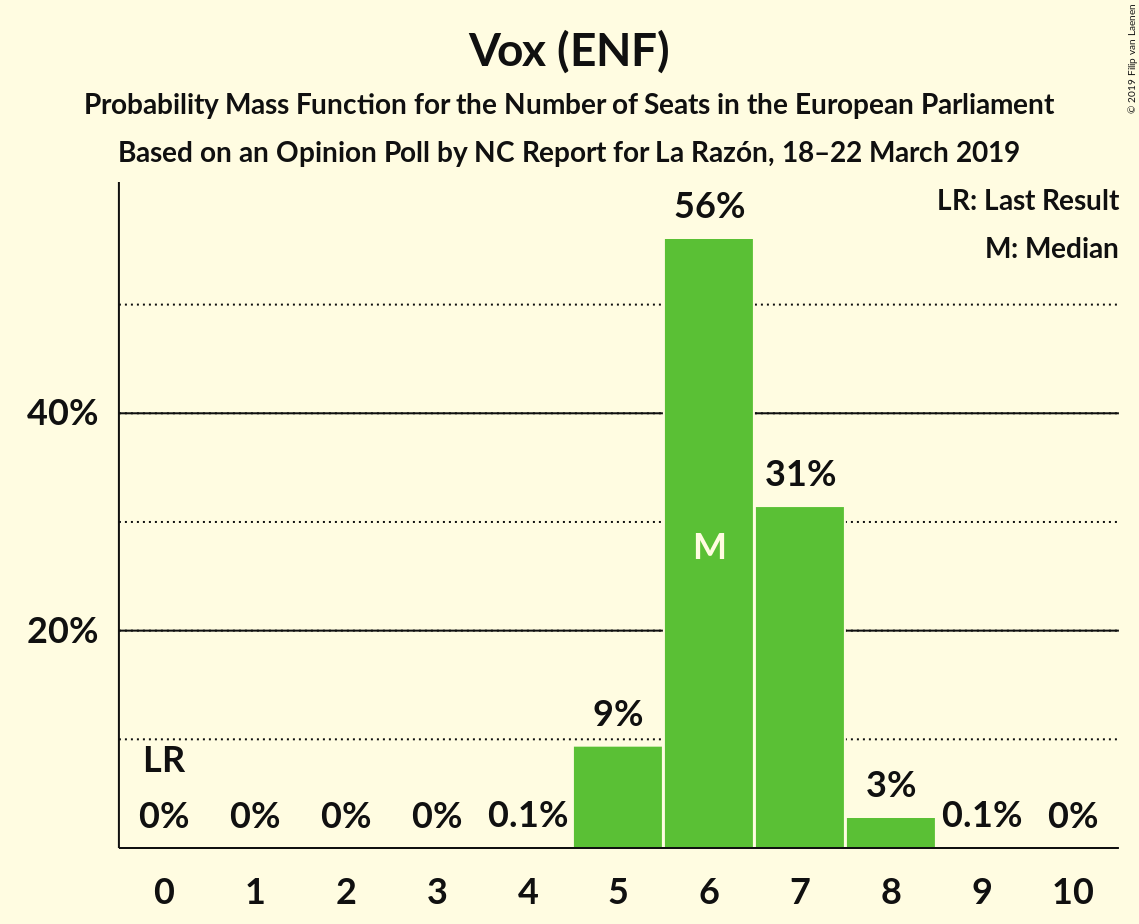 Vox (ENF)
Probability Mass Function for the Number of Seats in the European Parliament
Based on an Opinion Poll by NC Report for La Razón, 18–22 March 2019
© 2019 Filip van Laenen
LR: Last Result
M: Median
56%
40%
31%
M
20%
9%
LR
3%
0% 0% 0% 0% 0.1% 0.1% 0%
0 1 2 3 4 5 6 7 8 9 10